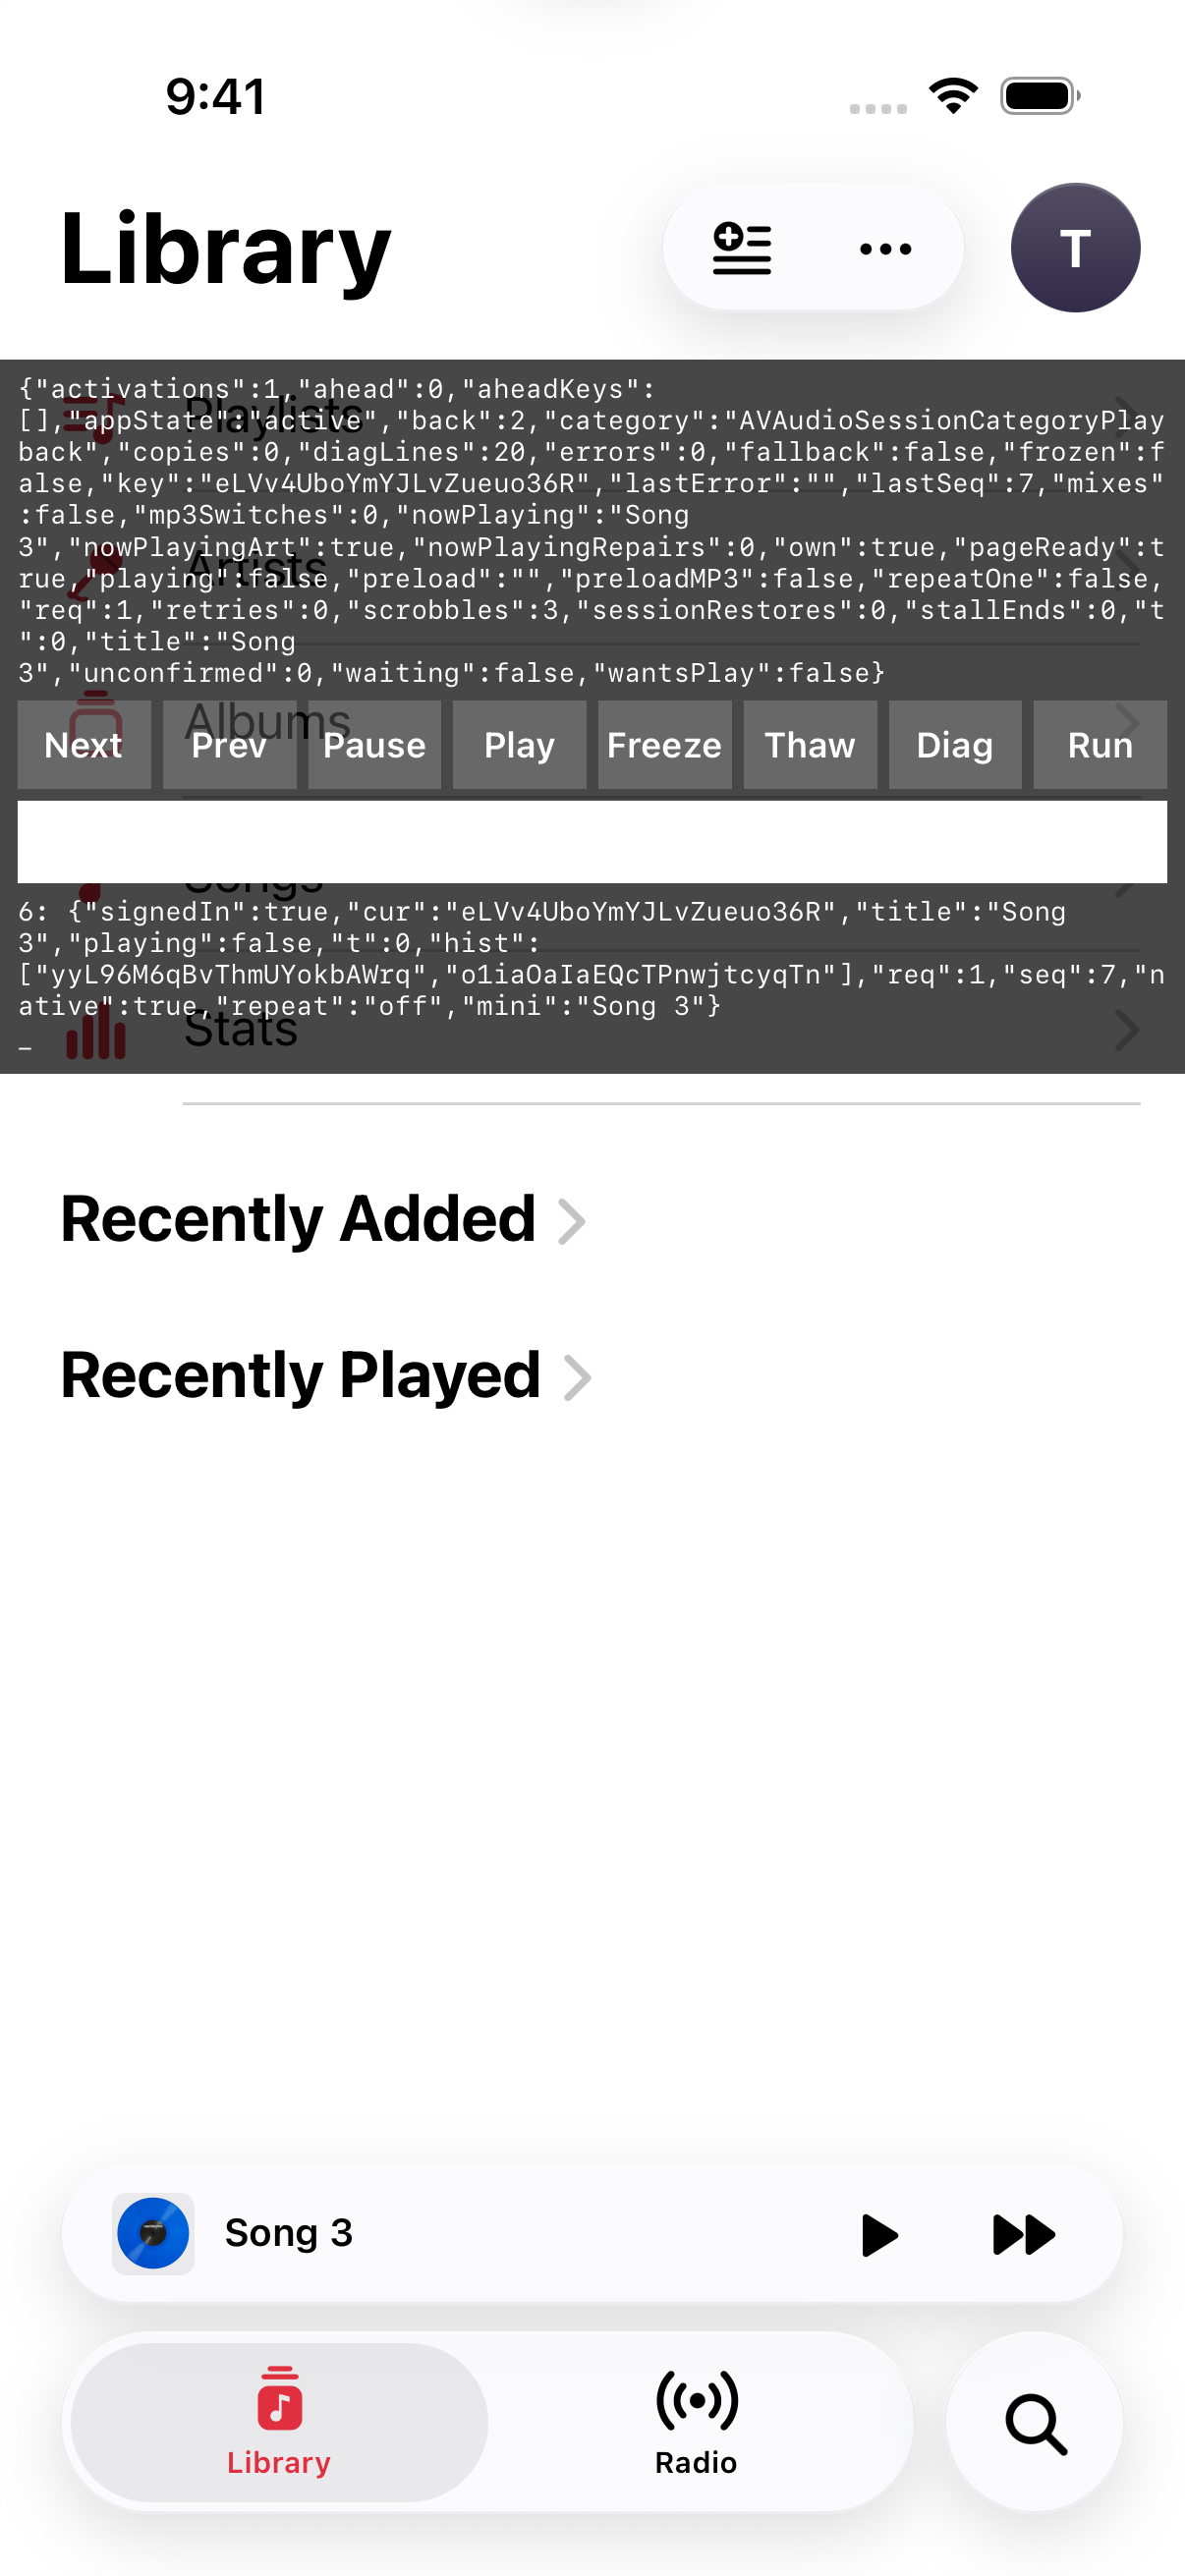 9:41
Library
T
{"activations":1,"ahead":0,"aheadKeys":
[],"appState":"active","back":2,"category":"AVAudioSessionCategoryPlay
back","copies":0,"diagLines":20,"errors":0,"fallback":false,"frozen":f
alse,"key":"eLVv4UboYmYJLvZueuo36R","lastError":"","lastSeq":7,"mixes"
:false,"mp3Switches":0,"nowPlaying":"Song
3","nowPlayingArt":true,"nowPlayingRepairs":0,"own":true,"pageReady":t
rue,"playing":false,"preload":"","preloadMP3":false,"repeatOne":false,
"req":1,"retries":0,"scrobbles":3,"sessionRestores":0,"stallEnds":0,"t
":0,"title":"Song
3","unconfirmed":0,"waiting":false,"wantsPlay":false}
Playlists
Artists
Albums
Next Prev Pause Play Freeze Thaw Diag Run
Songs
6: {"signedIn":true,"cur":"eLVv4UboYmYJLvZueuo36R","title":"Song
3","playing":false,"t":0,"hist":
["yyL96M6qBvThmUYokbAWrq","o1iaOaIaEQcTPnwjtcyqTn"],"req":1,"seq":7,"n
ative":true,"repeat":"off","mini":"Song 3"}
Stats
–
Recently Added
Recently Played
Song 3
Library
Radio